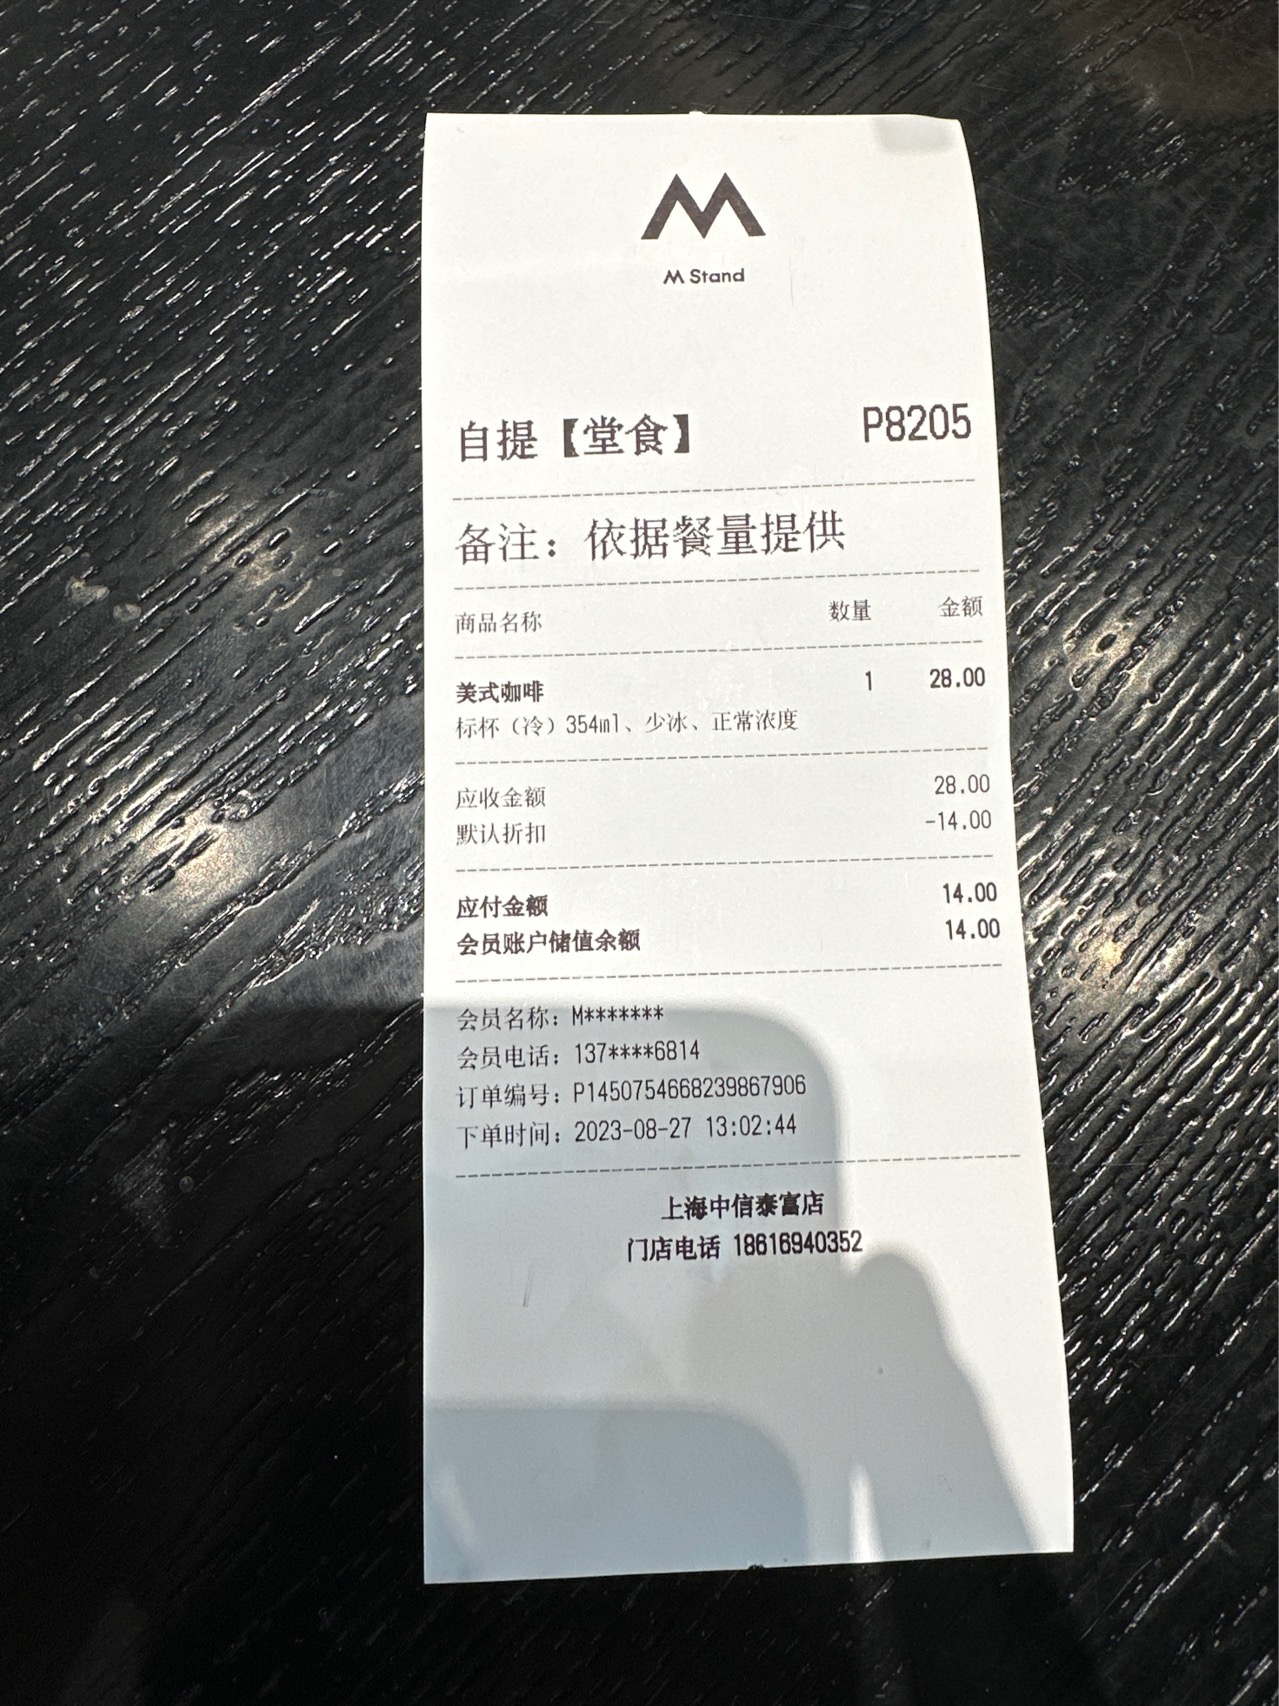 M Stand
自提【堂食】 P8205
备注：依据餐量提供
商品名称 数量 金额
美式咖啡 1 28.00
标杯（冷）354ml、少冰、正常浓度
应收金额 28.00
默认折扣 -14.00
应付金额 14.00
会员账户储值余额 14.00
会员名称：M*******
会员电话：137****6814
订单编号：P1450754668239867906
下单时间：2023-08-27 13:02:44
上海中信泰富店
门店电话 18616940352